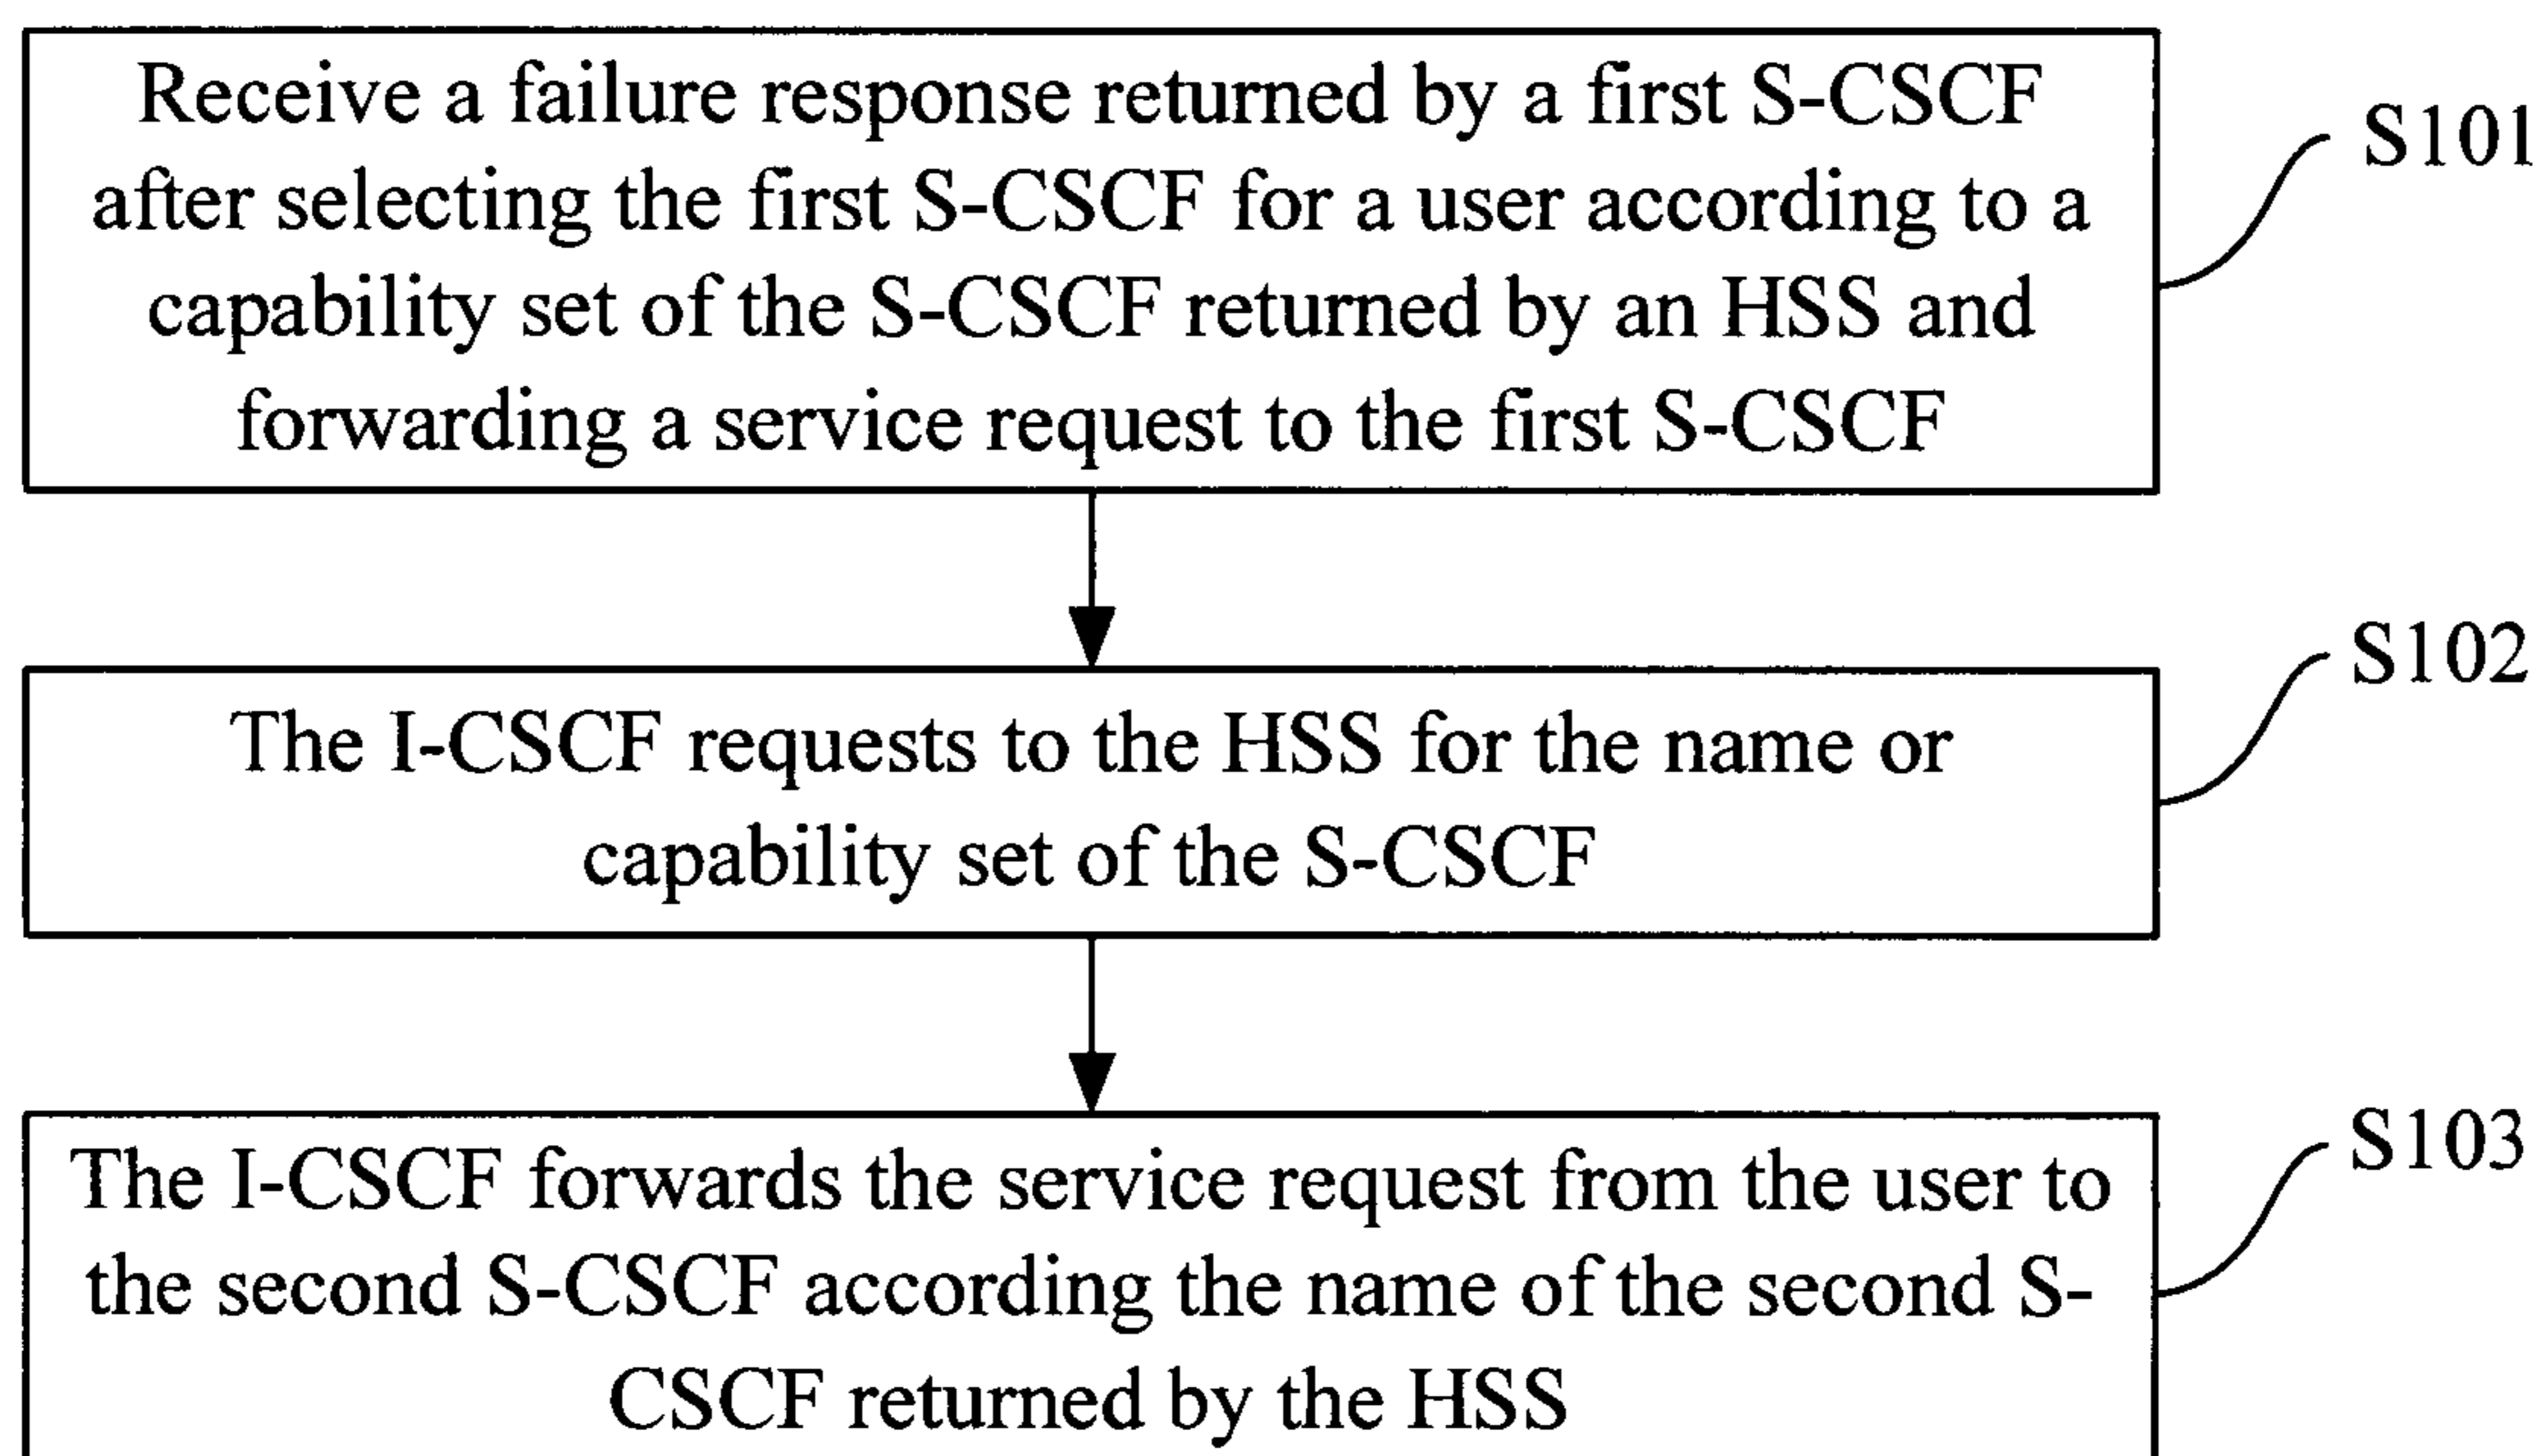 Receive a failure response returned by a first S-CSCF
after selecting the first S-CSCF for a user according to a
capability set of the S-CSCF returned by an HSS and
forwarding a service request to the first S-CSCF
S101
The I-CSCF requests to the HSS for the name or
capability set of the S-CSCF
S102
The I-CSCF forwards the service request from the user to
the second S-CSCF according the name of the second S-
CSCF returned by the HSS
S103